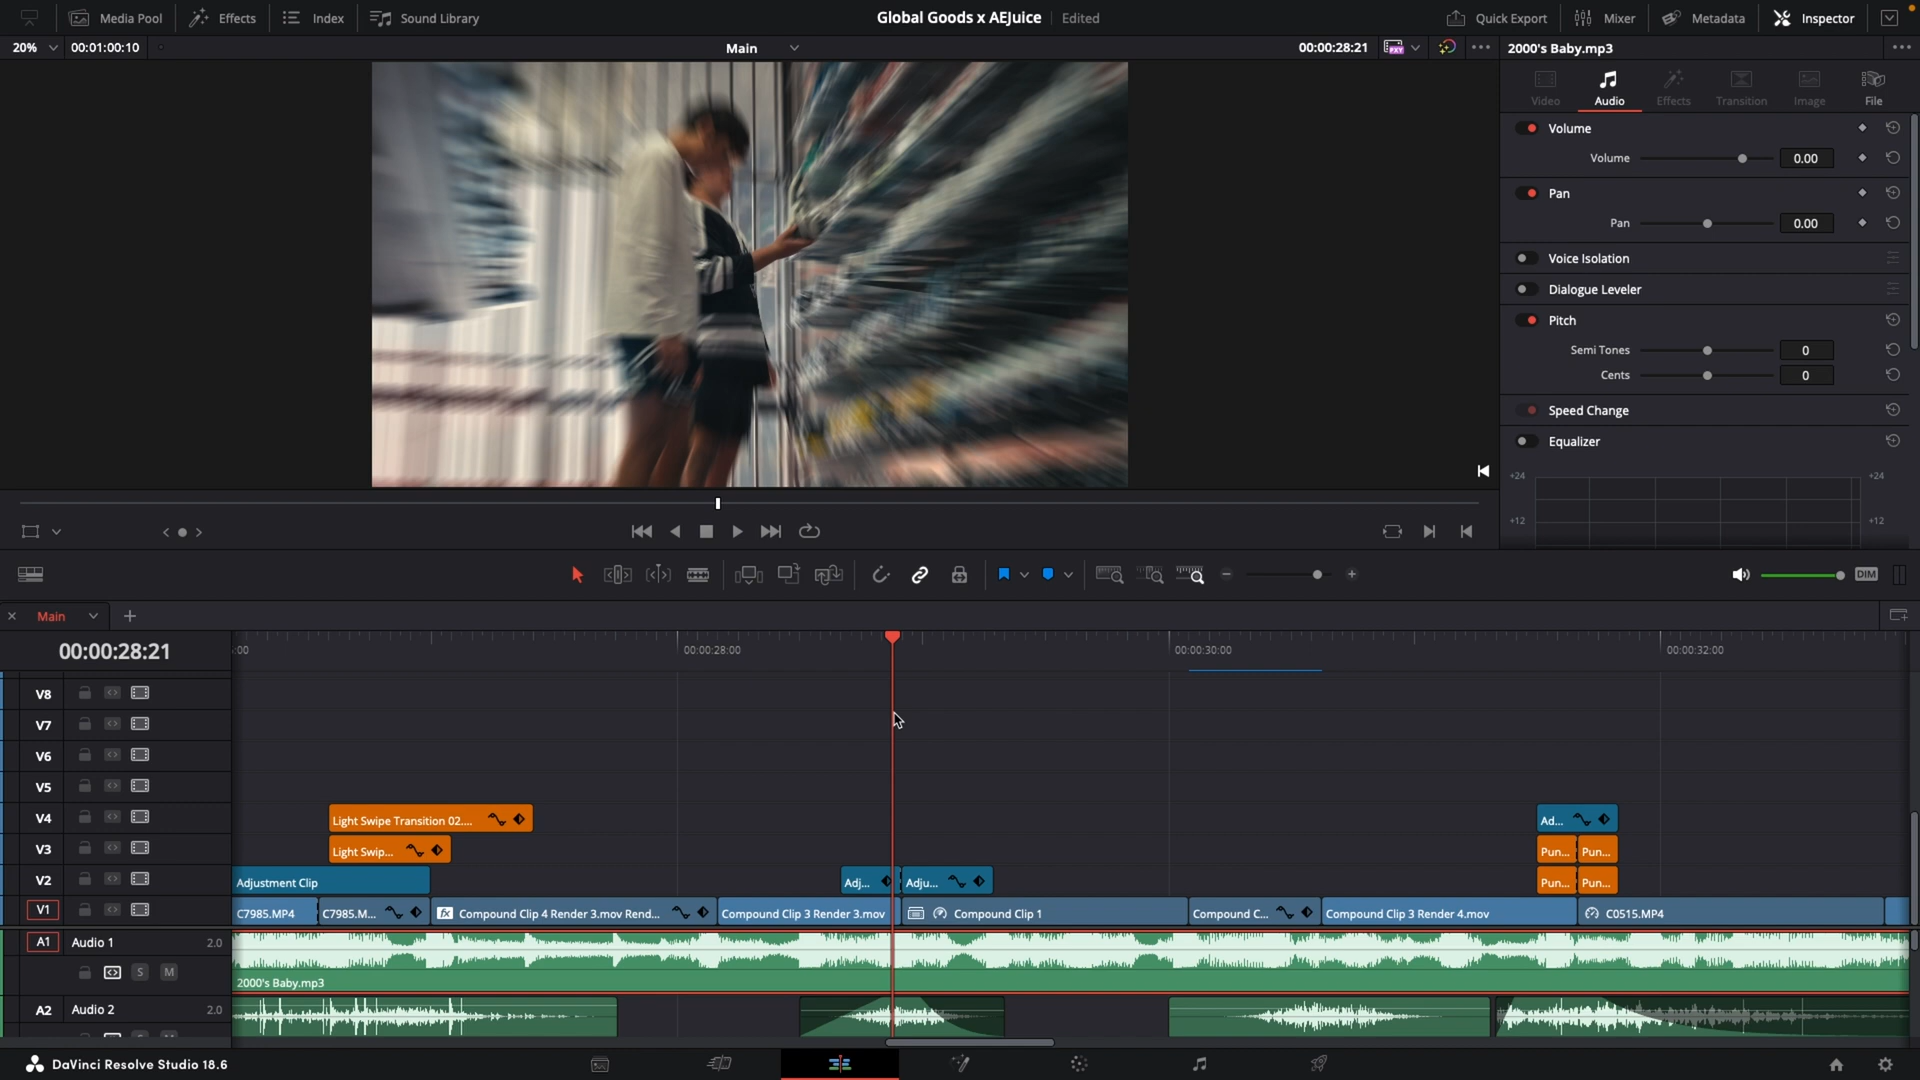 Media Pool
Effects
Index
Sound Library
Global Goods x AEJuice
Edited
Quick Export
Mixer
Metadata
Inspector
20%
00:01:00:10
Main
00:00:28:21
2000's Baby.mp3
Video
Audio
Effects
Transition
Image
File
Volume
Volume 0.00
Pan
Pan 0.00
Voice Isolation
Dialogue Leveler
Pitch
Semi Tones 0
Cents 0
Speed Change
Equalizer
+24 +24
+12 +12
DIM
Main
00:00:28:21
:00
00:00:28:00
00:00:30:00
00:00:32:00
V8
V7
V6
V5
V4
Light Swipe Transition 02....
Ad...
V3
Light Swip...
Pun...
Pun...
V2
Adjustment Clip
Adj...
Adju...
Pun...
Pun...
V1
C7985.MP4
C7985.M...
fx
Compound Clip 4 Render 3.mov Rend...
Compound Clip 3 Render 3.mov
Compound Clip 1
Compound C...
Compound Clip 3 Render 4.mov
C0515.MP4
A1 Audio 1 2.0
S M
2000's Baby.mp3
A2 Audio 2 2.0
DaVinci Resolve Studio 18.6